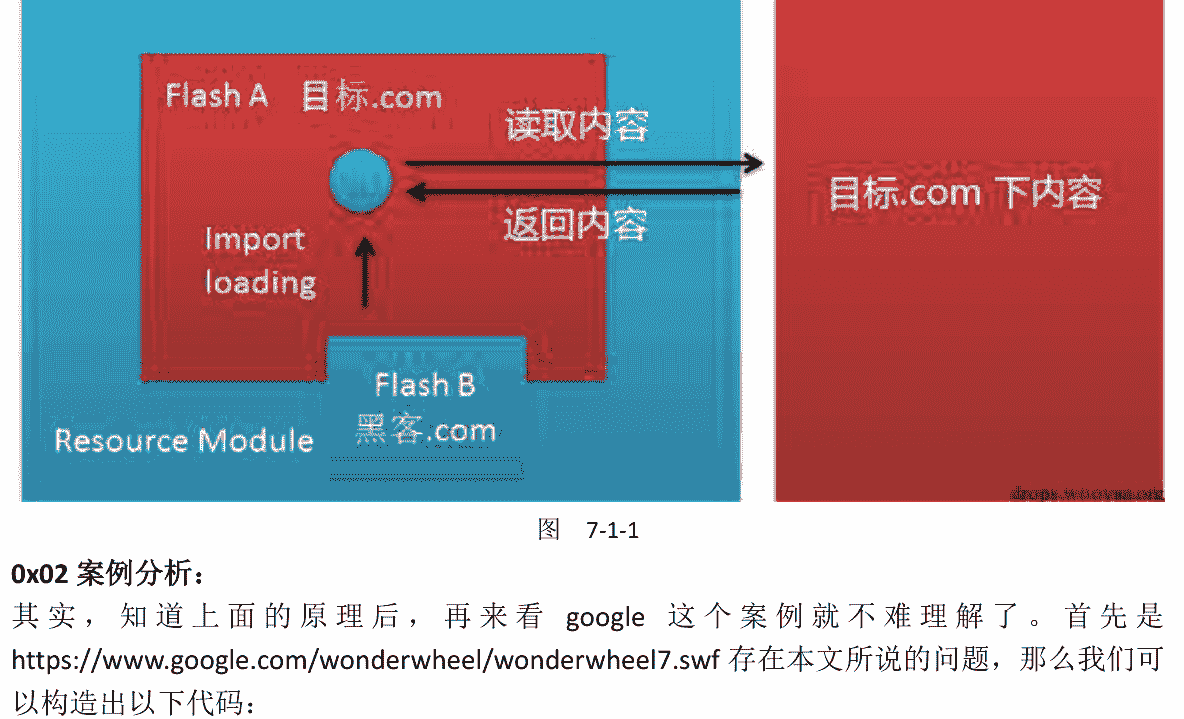 Flash A 目标.com
读取内容
返回内容
目标.com 下内容
Import
loading
Flash B
黑客.com
Resource Module
图 7-1-1
0x02 案例分析：
其实，知道上面的原理后，再来看 google 这个案例就不难理解了。首先是
https://www.google.com/wonderwheel/wonderwheel7.swf 存在本文所说的问题，那么我们可
以构造出以下代码：